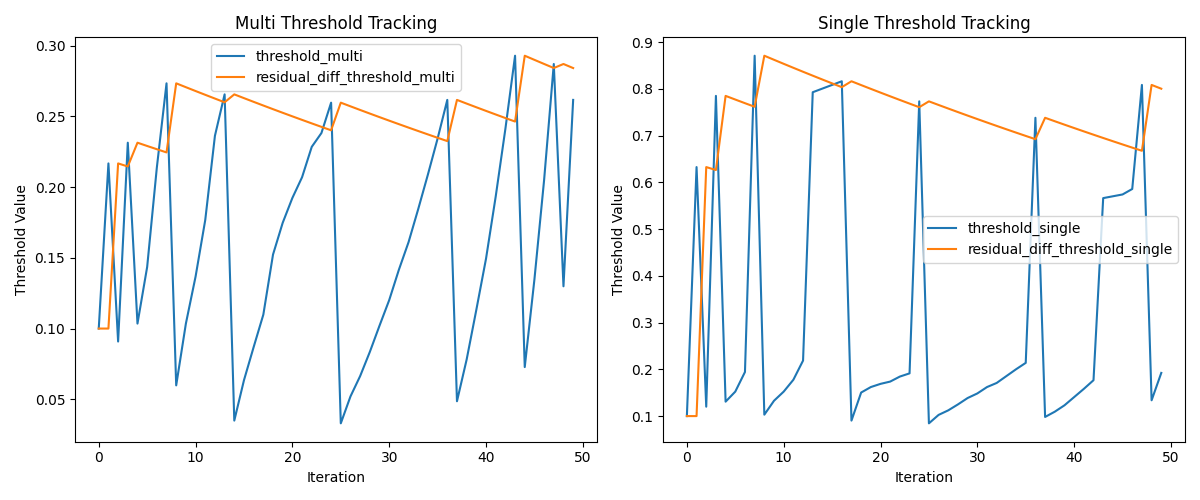 Multi Threshold Tracking
threshold_multi
residual_diff_threshold_multi
Threshold Value
0.30
0.25
0.20
0.15
0.10
0.05
0 10 20 30 40 50
Iteration
Single Threshold Tracking
threshold_single
residual_diff_threshold_single
Threshold Value
0.9
0.8
0.7
0.6
0.5
0.4
0.3
0.2
0.1
0 10 20 30 40 50
Iteration